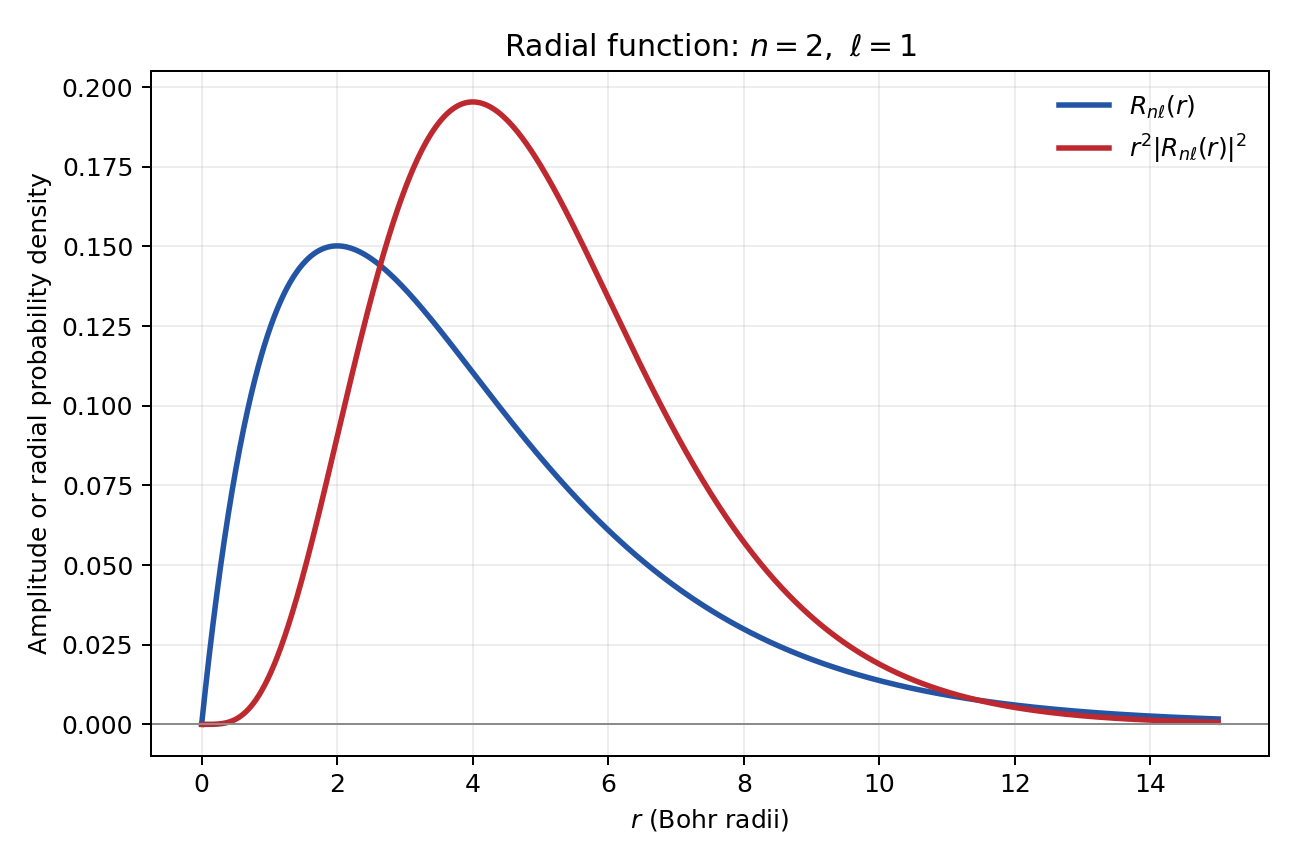 Radial function: n = 2, ℓ = 1
Rₙℓ(r)
r²|Rₙℓ(r)|²
Amplitude or radial probability density
0.200
0.175
0.150
0.125
0.100
0.075
0.050
0.025
0.000
0 2 4 6 8 10 12 14
r (Bohr radii)